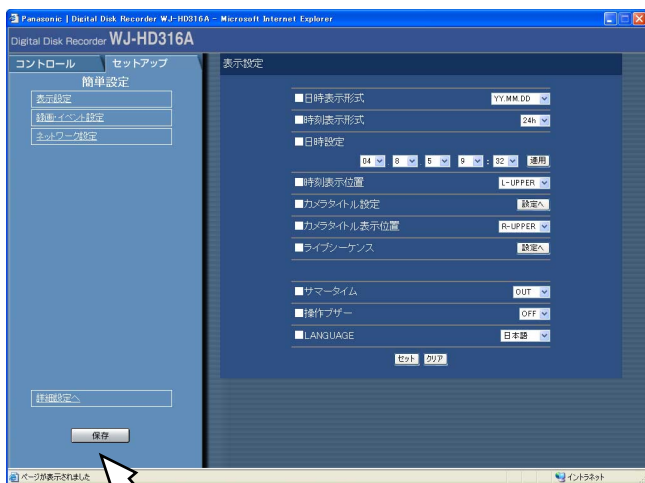 Panasonic | Digital Disk Recorder WJ-HD316A - Microsoft Internet Explorer
Digital Disk Recorder WJ-HD316A
コントロール セットアップ
簡単設定
表示設定
録画・イベント設定
ネットワーク設定
詳細設定へ
保存
表示設定
■日時表示形式 YY.MM.DD
■時刻表示形式 24h
■日時設定
04 . 8 . 5 9 : 32 適用
■時刻表示位置 L-UPPER
■カメラタイトル設定 設定へ
■カメラタイトル表示位置 R-UPPER
■ライブシーケンス 設定へ
■サマータイム OUT
■操作ブザー OFF
■LANGUAGE 日本語
セット クリア
ページが表示されました イントラネット